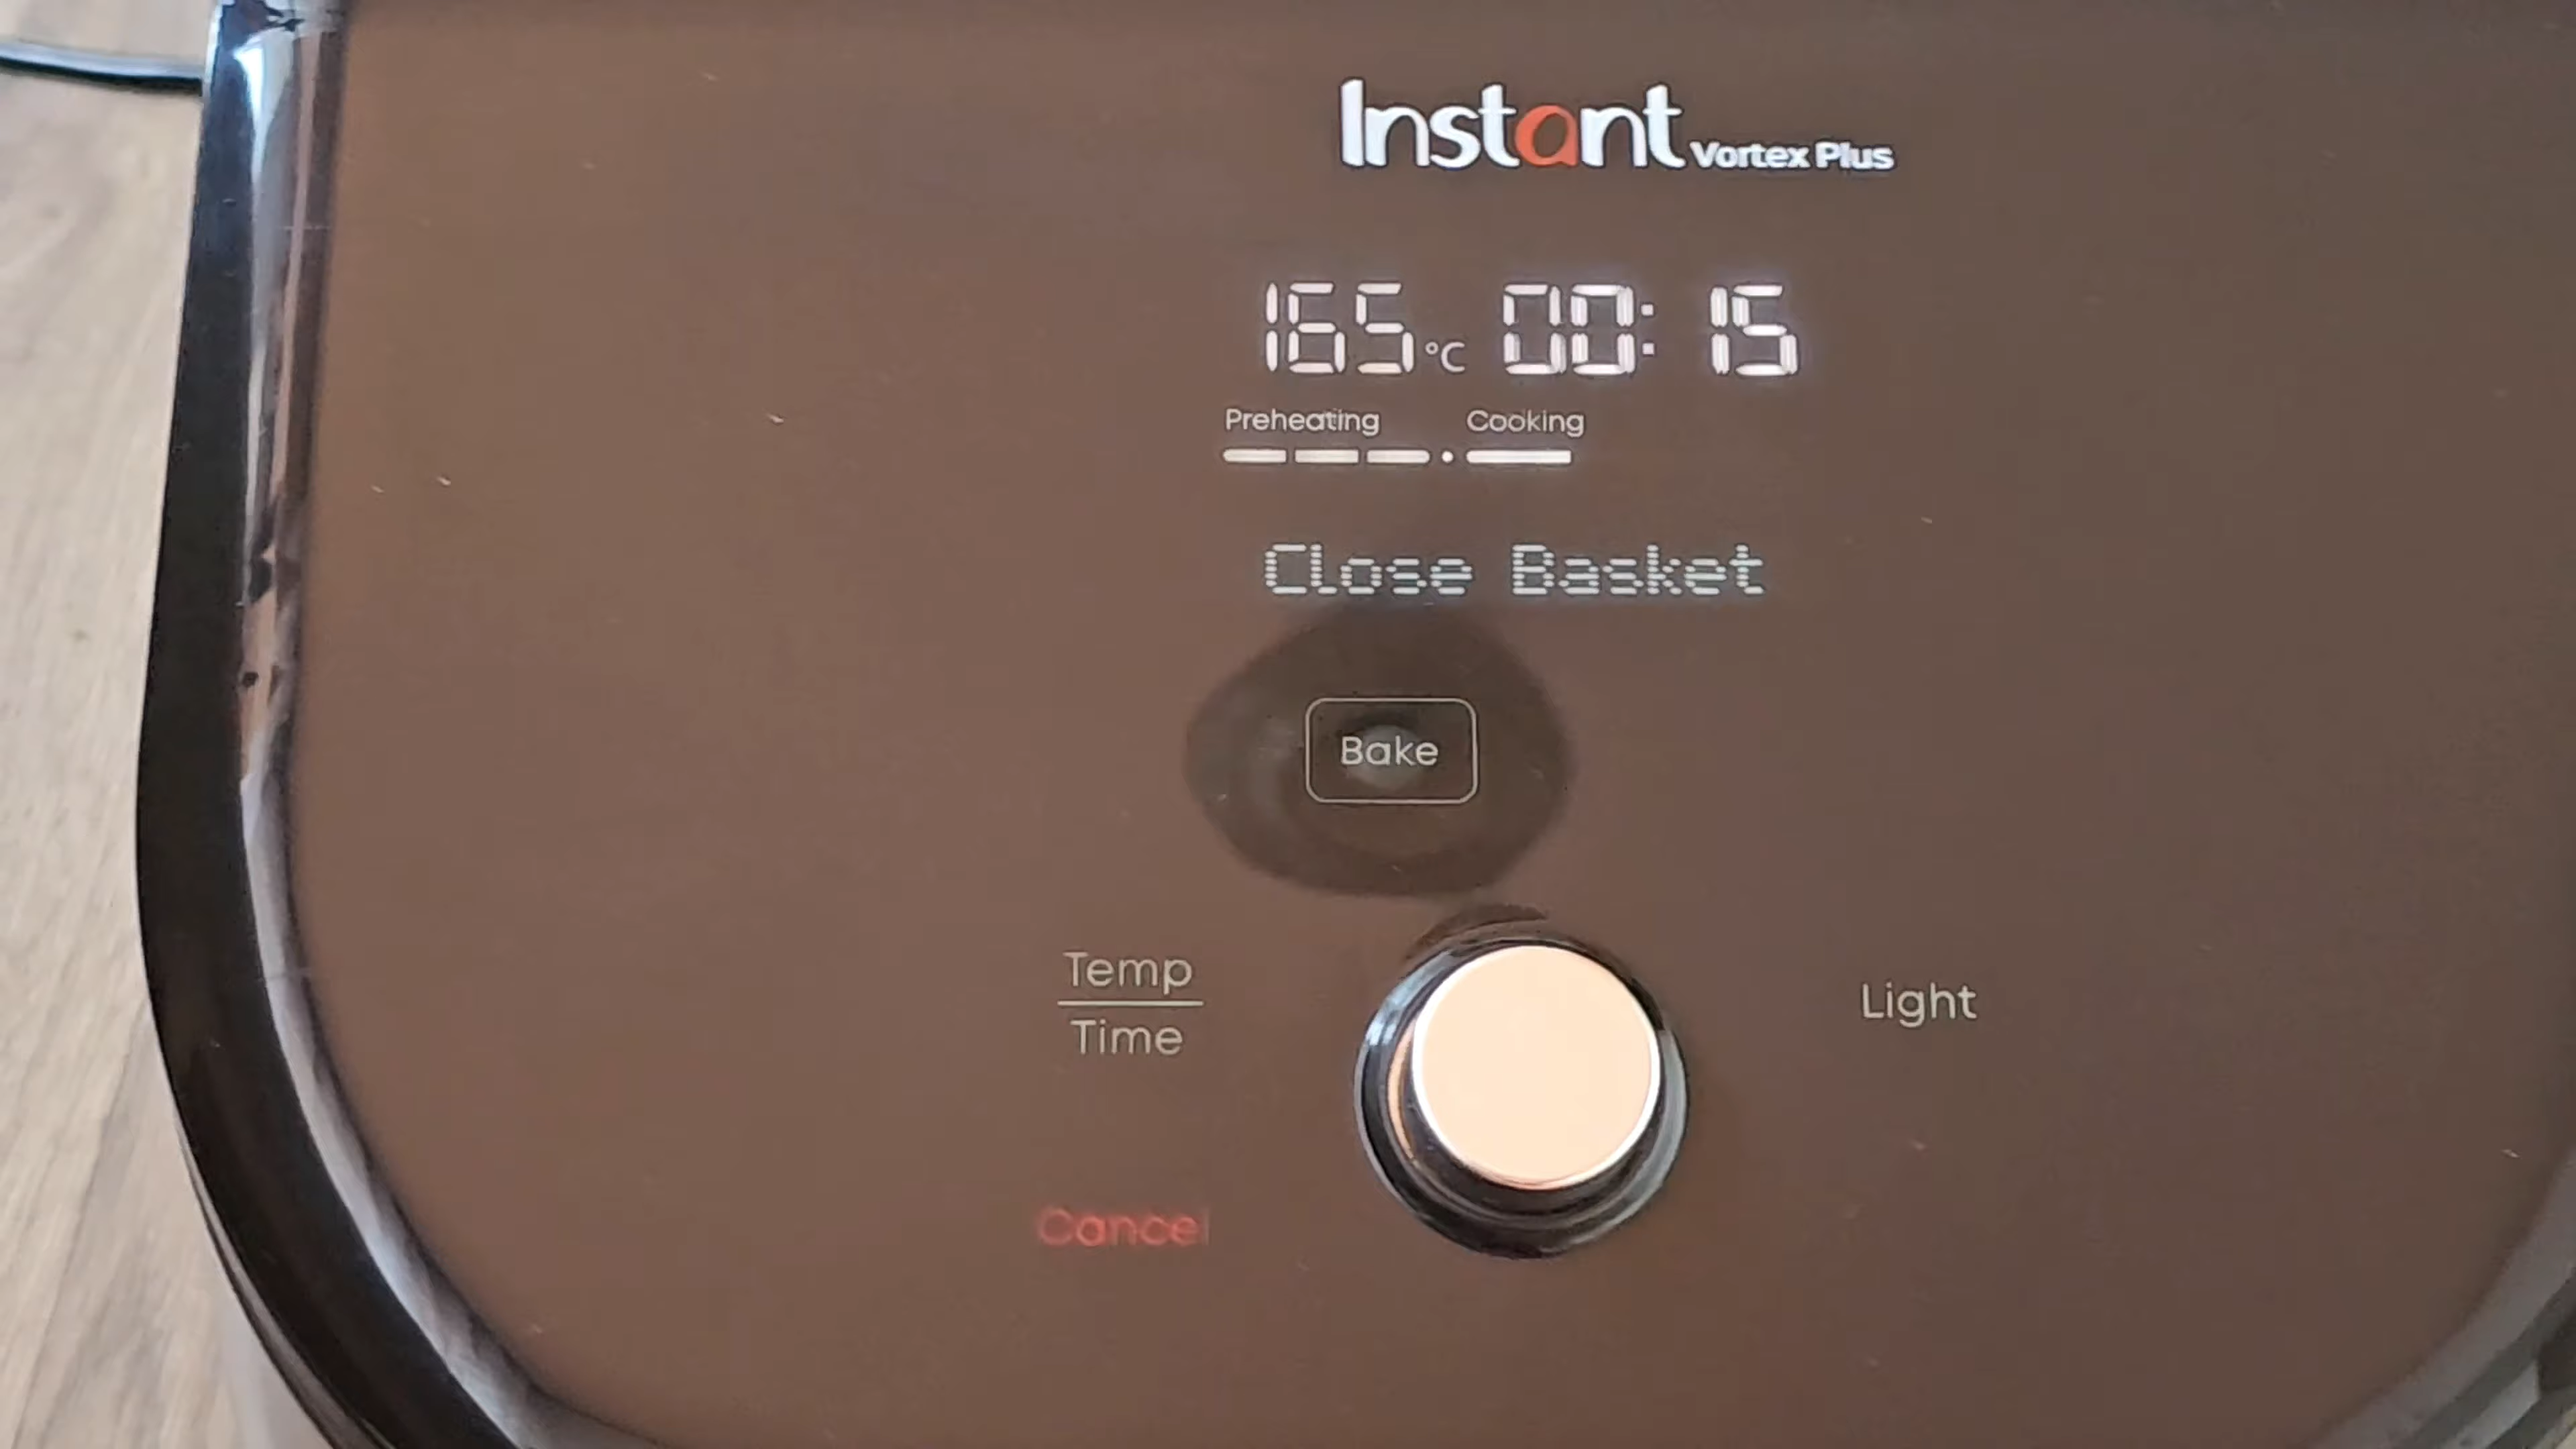 Instant Vortex Plus
165°C 00:15
Preheating Cooking
Close Basket
Bake
Temp
Time
Light
Cancel